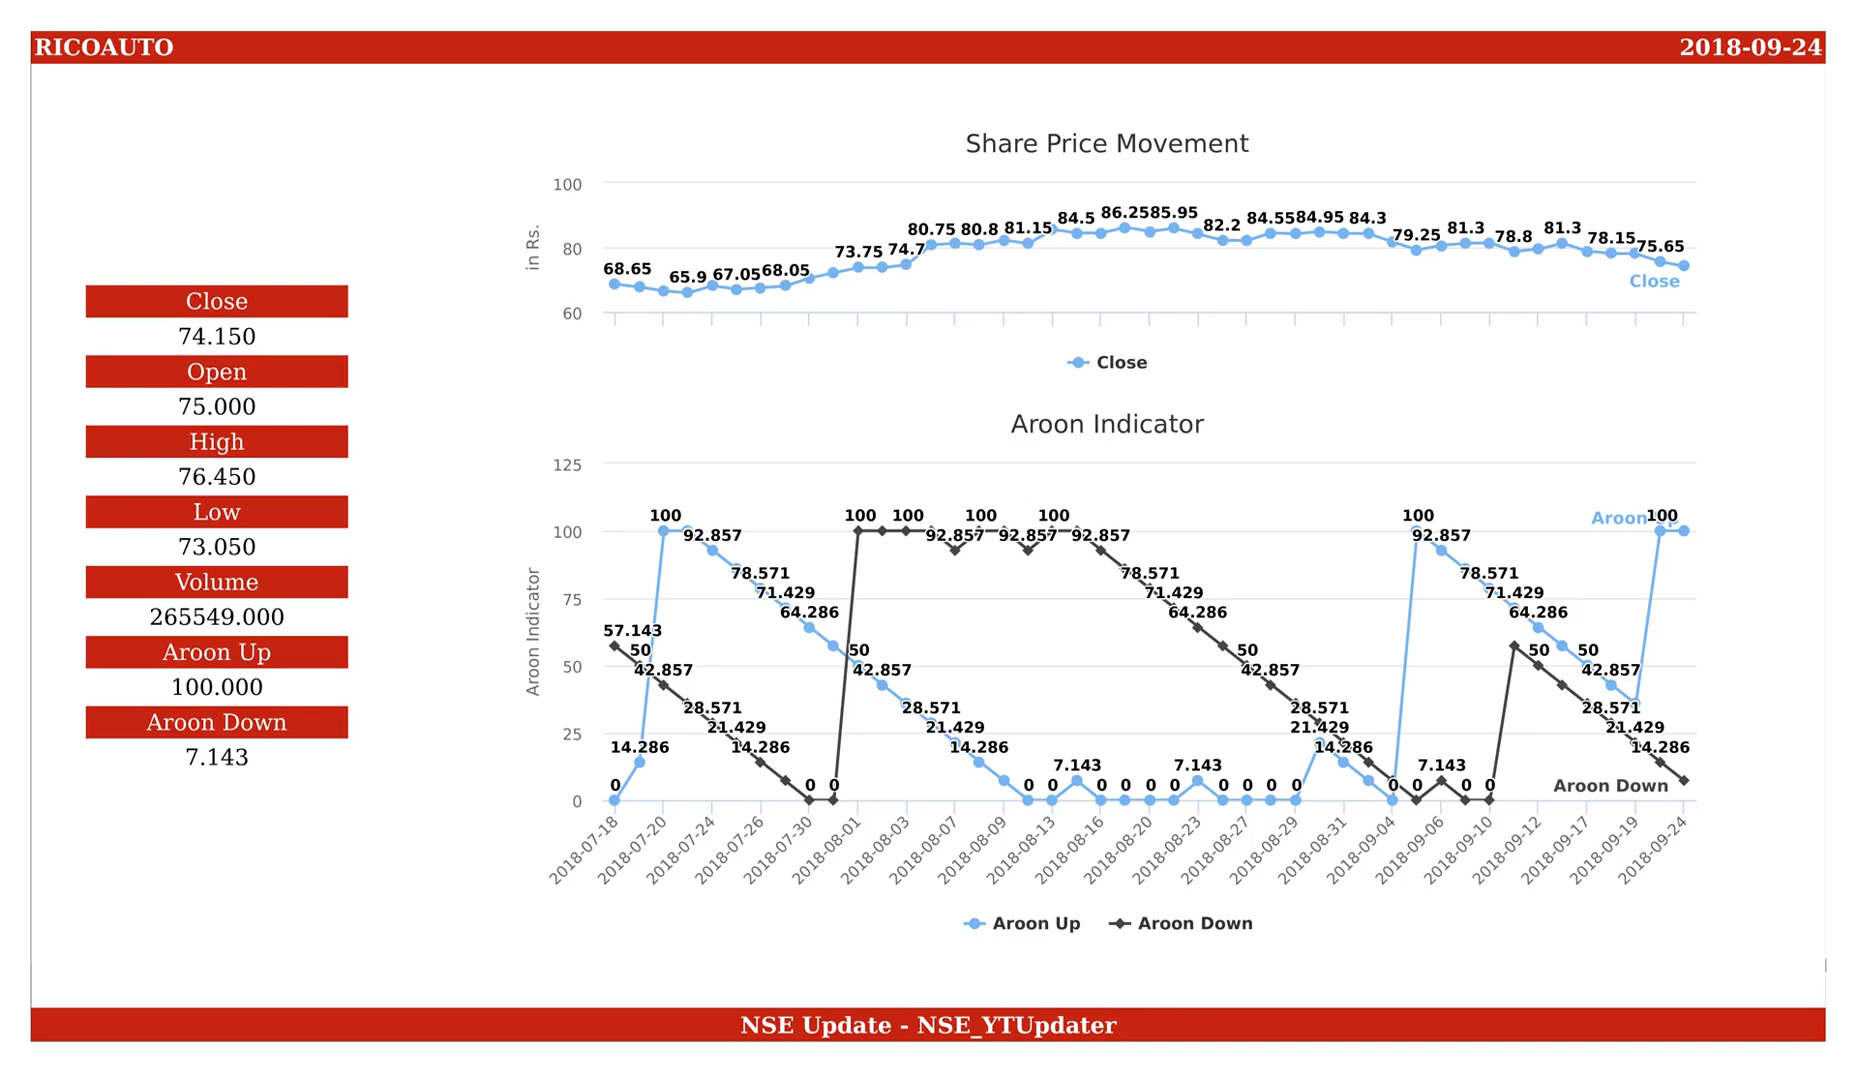 RICOAUTO
2018-09-24
Close
74.150
Open
75.000
High
76.450
Low
73.050
Volume
265549.000
Aroon Up
100.000
Aroon Down
7.143
Share Price Movement
in Rs.
100
80
60
68.65 65.9 67.05 68.05 73.75 74.7 80.75 80.8 81.15 84.5 86.25 85.95 82.2 84.55 84.95 84.3 79.25 81.3 78.8 81.3 78.15 75.65
Close
Close
Aroon Indicator
Aroon Indicator
125
100
75
50
25
0
100 100 100 100 100 100 100
92.857 92.857 92.857 92.857 92.857
78.571 78.571 78.571
71.429 71.429 71.429
64.286 64.286 64.286
57.143
50 50 50 50 50
42.857 42.857 42.857 42.857
28.571 28.571 28.571 28.571
21.429 21.429 21.429 21.429
14.286 14.286 14.286 14.286 14.286
7.143 7.143 7.143
0 0 0 0 0 0 0 0 0 0 0 0 0 0 0 0 0
Aroon Up
Aroon Down
2018-07-18 2018-07-20 2018-07-24 2018-07-26 2018-07-30 2018-08-01 2018-08-03 2018-08-07 2018-08-09 2018-08-13 2018-08-16 2018-08-20 2018-08-23 2018-08-27 2018-08-29 2018-08-31 2018-09-04 2018-09-06 2018-09-10 2018-09-12 2018-09-17 2018-09-19 2018-09-24
Aroon Up Aroon Down
NSE Update - NSE_YTUpdater